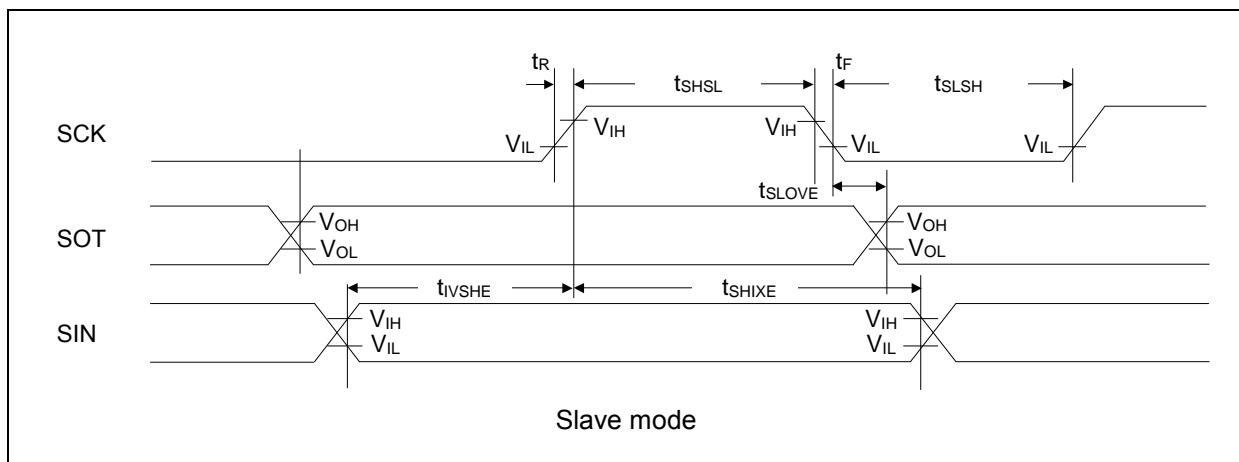 tR tF
tSHSL tSLSH
SCK VIH VIH
VIL VIL VIL
tSLOVE
SOT VOH VOH
VOL VOL
tIVSHE tSHIXE
SIN VIH VIH
VIL VIL
Slave mode